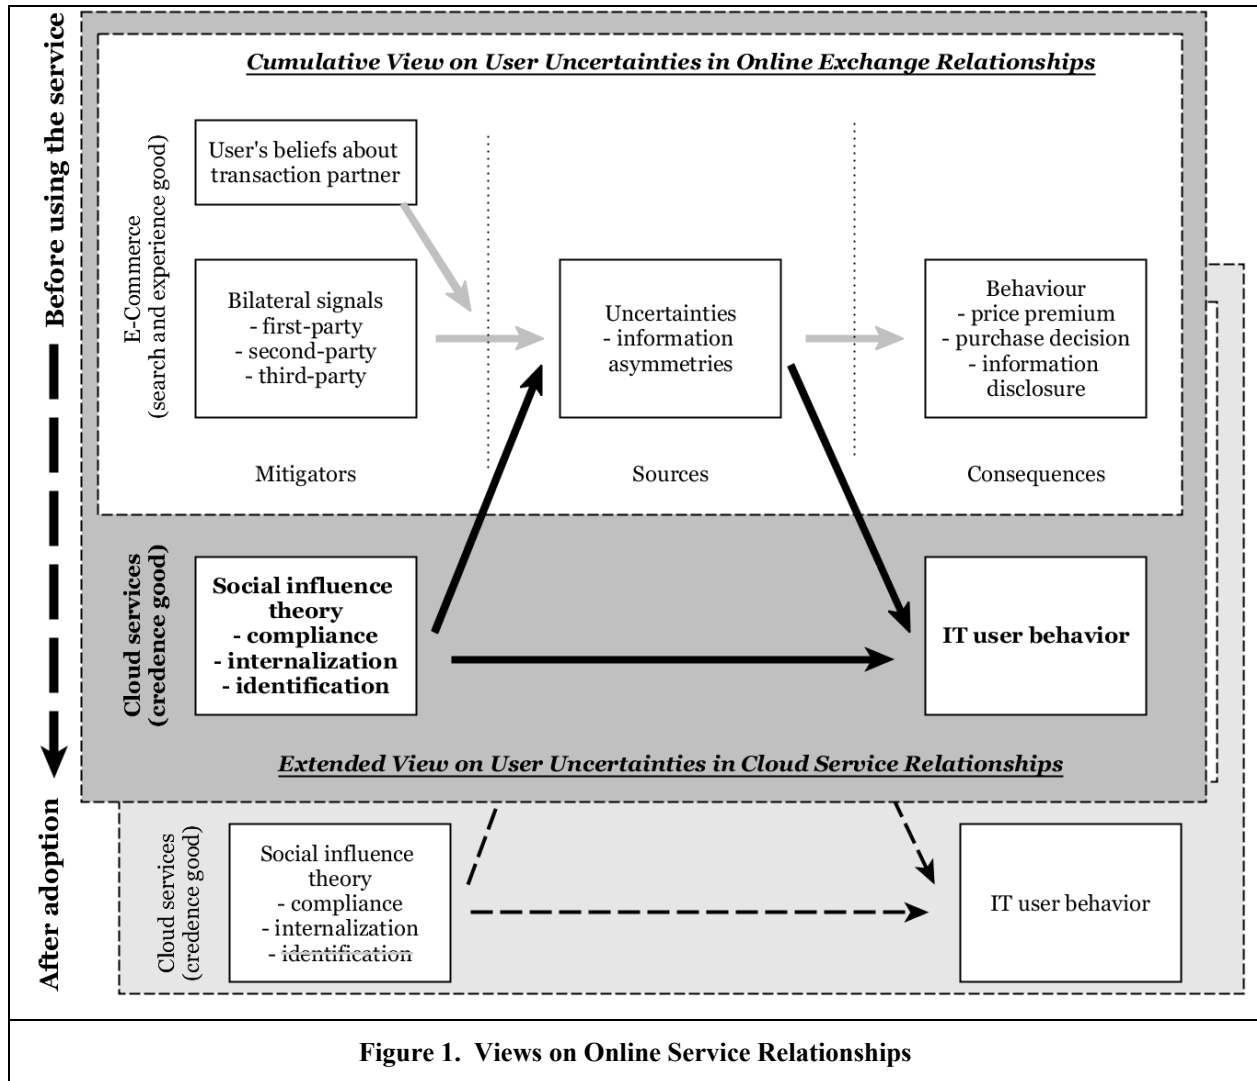 Before using the service
After adoption
Cumulative View on User Uncertainties in Online Exchange Relationships
E-Commerce
(search and experience good)
User's beliefs about
transaction partner
Bilateral signals
- first-party
- second-party
- third-party
Uncertainties
- information
asymmetries
Behaviour
- price premium
- purchase decision
- information
disclosure
Mitigators
Sources
Consequences
Cloud services
(credence good)
Social influence
theory
- compliance
- internalization
- identification
IT user behavior
Extended View on User Uncertainties in Cloud Service Relationships
Cloud services
(credence good)
Social influence
theory
- compliance
- internalization
- identification
IT user behavior
Figure 1. Views on Online Service Relationships